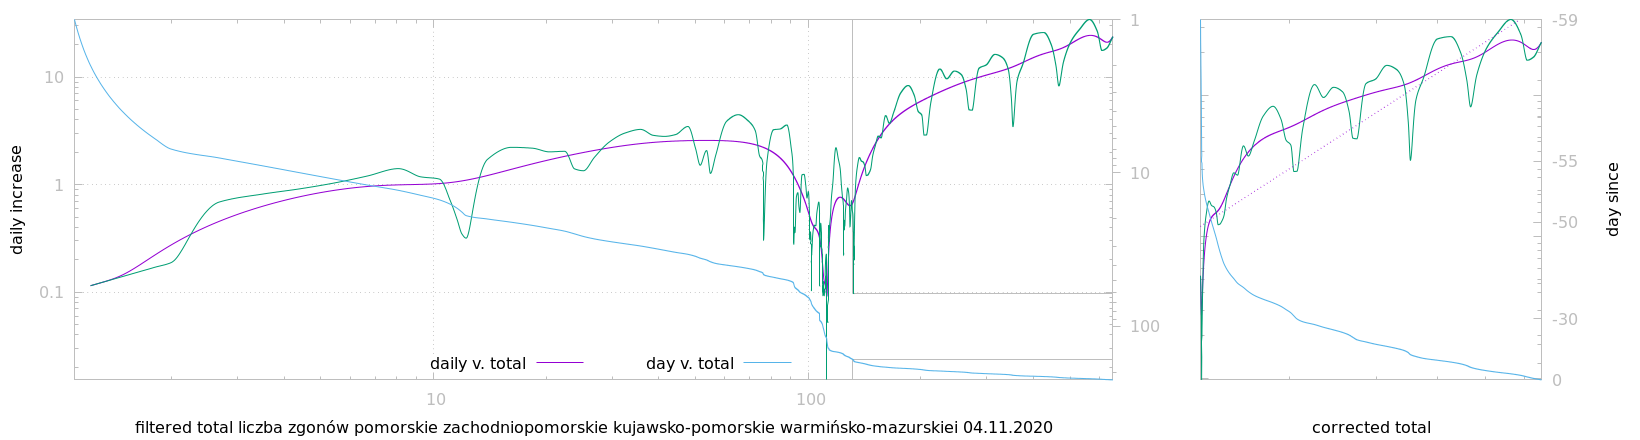 1
-59
10
-55
10
1
-50
daily increase
day since
0.1
-30
100
daily v. total
day v. total
0
10
100
filtered total liczba zgonów pomorskie zachodniopomorskie kujawsko-pomorskie warmińsko-mazurskiei 04.11.2020
corrected total